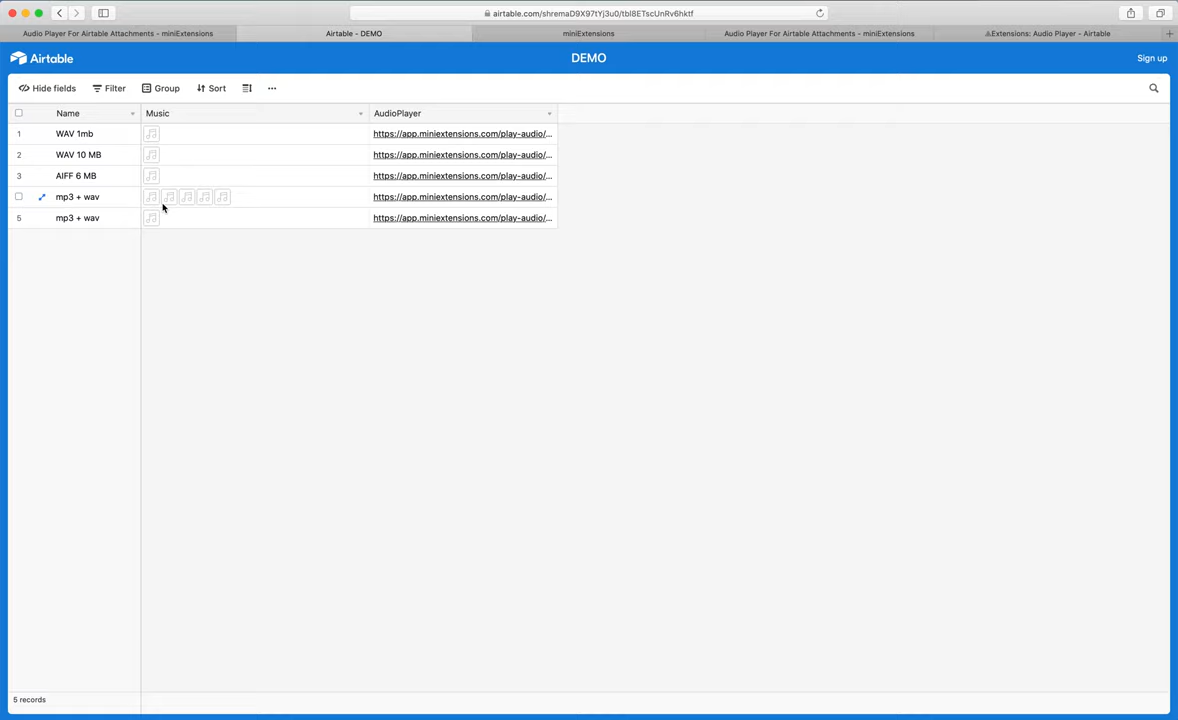 airtable.com/shremaD9X97tYj3u0/tbl8ETscUnRv6hktf
Audio Player For Airtable Attachments - miniExtensions
Airtable - DEMO
miniExtensions
Audio Player For Airtable Attachments - miniExtensions
⚠Extensions: Audio Player - Airtable
Airtable
DEMO
Sign up
Hide fields
Filter
Group
Sort
Name
Music
AudioPlayer
1 WAV 1mb https://app.miniextensions.com/play-audio/...
2 WAV 10 MB https://app.miniextensions.com/play-audio/...
3 AIFF 6 MB https://app.miniextensions.com/play-audio/...
mp3 + wav https://app.miniextensions.com/play-audio/...
5 mp3 + wav https://app.miniextensions.com/play-audio/...
5 records